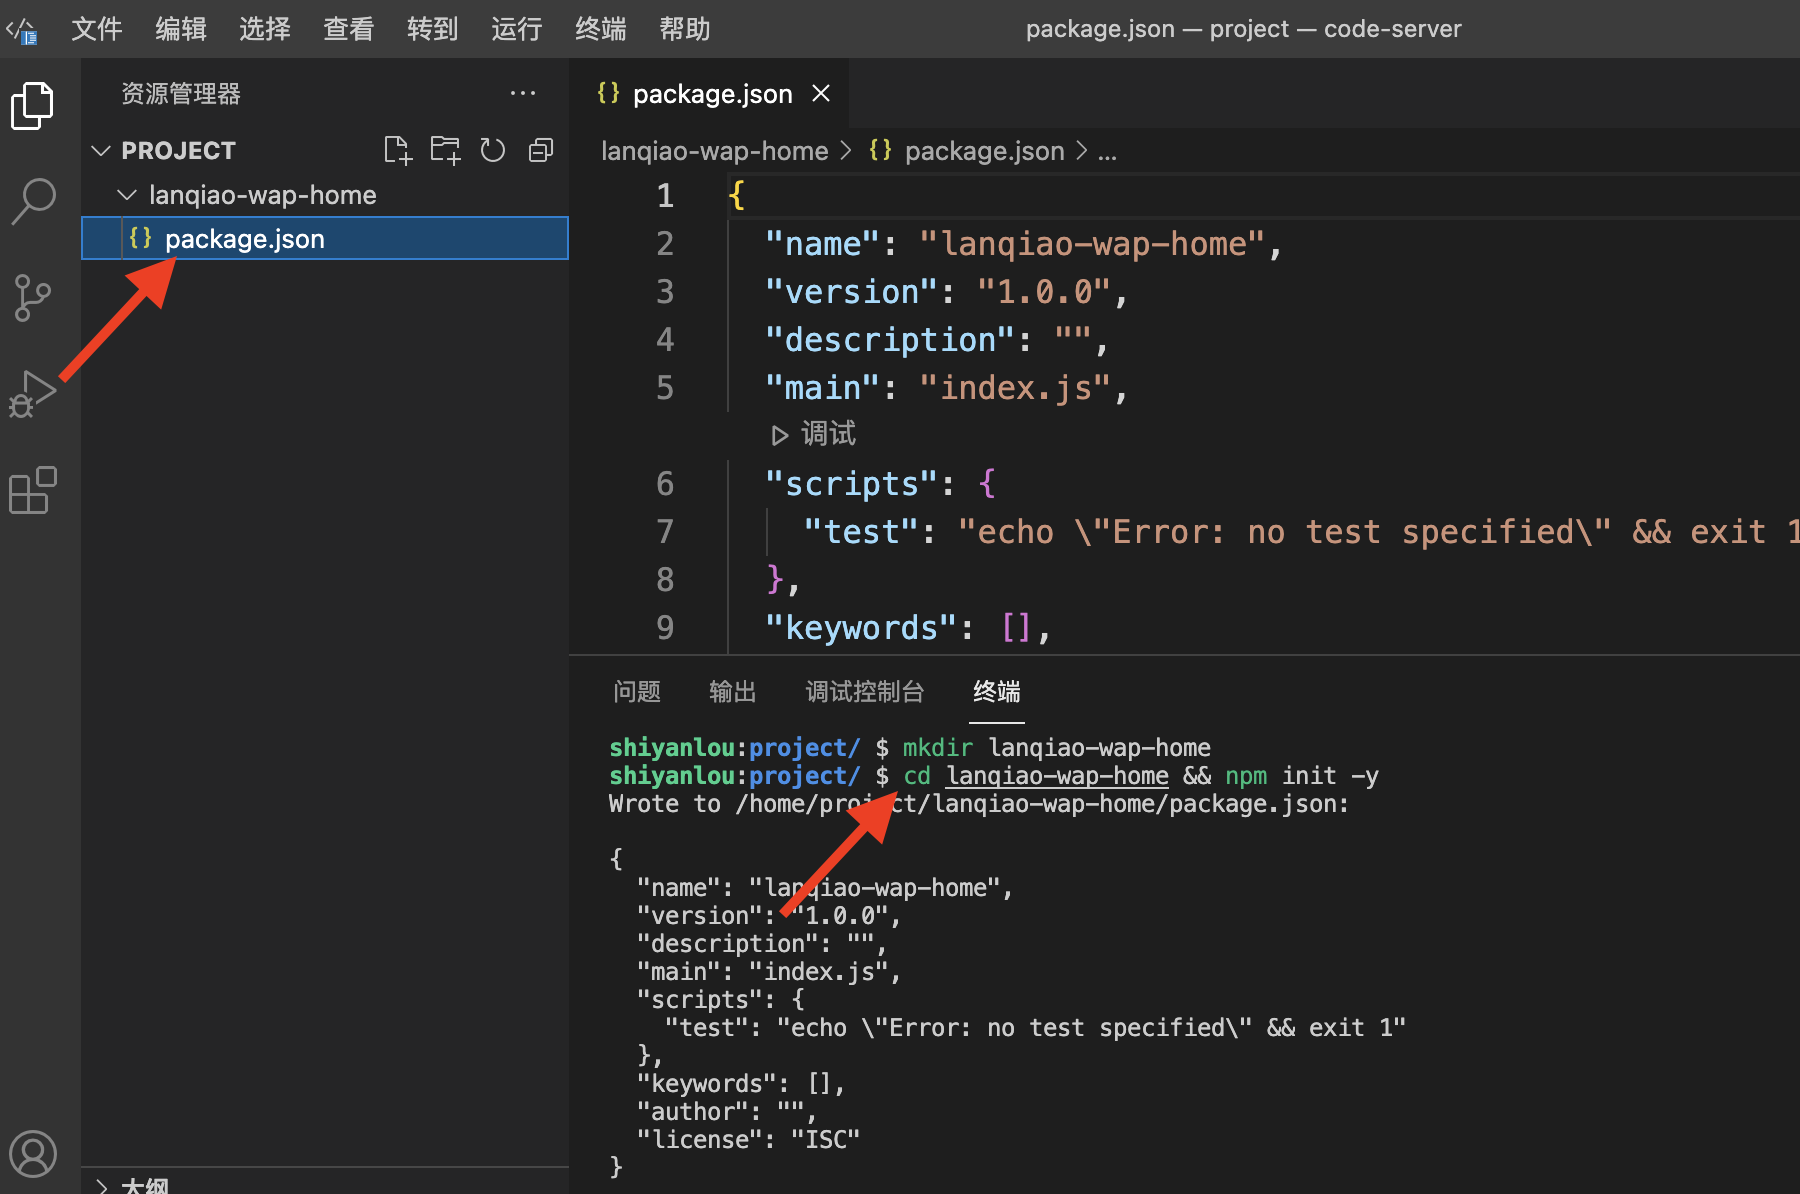 文件 编辑 选择 查看 转到 运行 终端 帮助 package.json — project — code-server
资源管理器
PROJECT
lanqiao-wap-home
{} package.json
{} package.json
lanqiao-wap-home > {} package.json > ...
1 {
2 "name": "lanqiao-wap-home",
3 "version": "1.0.0",
4 "description": "",
5 "main": "index.js",
调试
6 "scripts": {
7 "test": "echo \"Error: no test specified\" && exit 1
8 },
9 "keywords": [],
问题 输出 调试控制台 终端
shiyanlou:project/ $ mkdir lanqiao-wap-home
shiyanlou:project/ $ cd lanqiao-wap-home && npm init -y
Wrote to /home/project/lanqiao-wap-home/package.json:
{
"name": "lanqiao-wap-home",
"version": "1.0.0",
"description": "",
"main": "index.js",
"scripts": {
"test": "echo \"Error: no test specified\" && exit 1"
},
"keywords": [],
"author": "",
"license": "ISC"
}
大纲